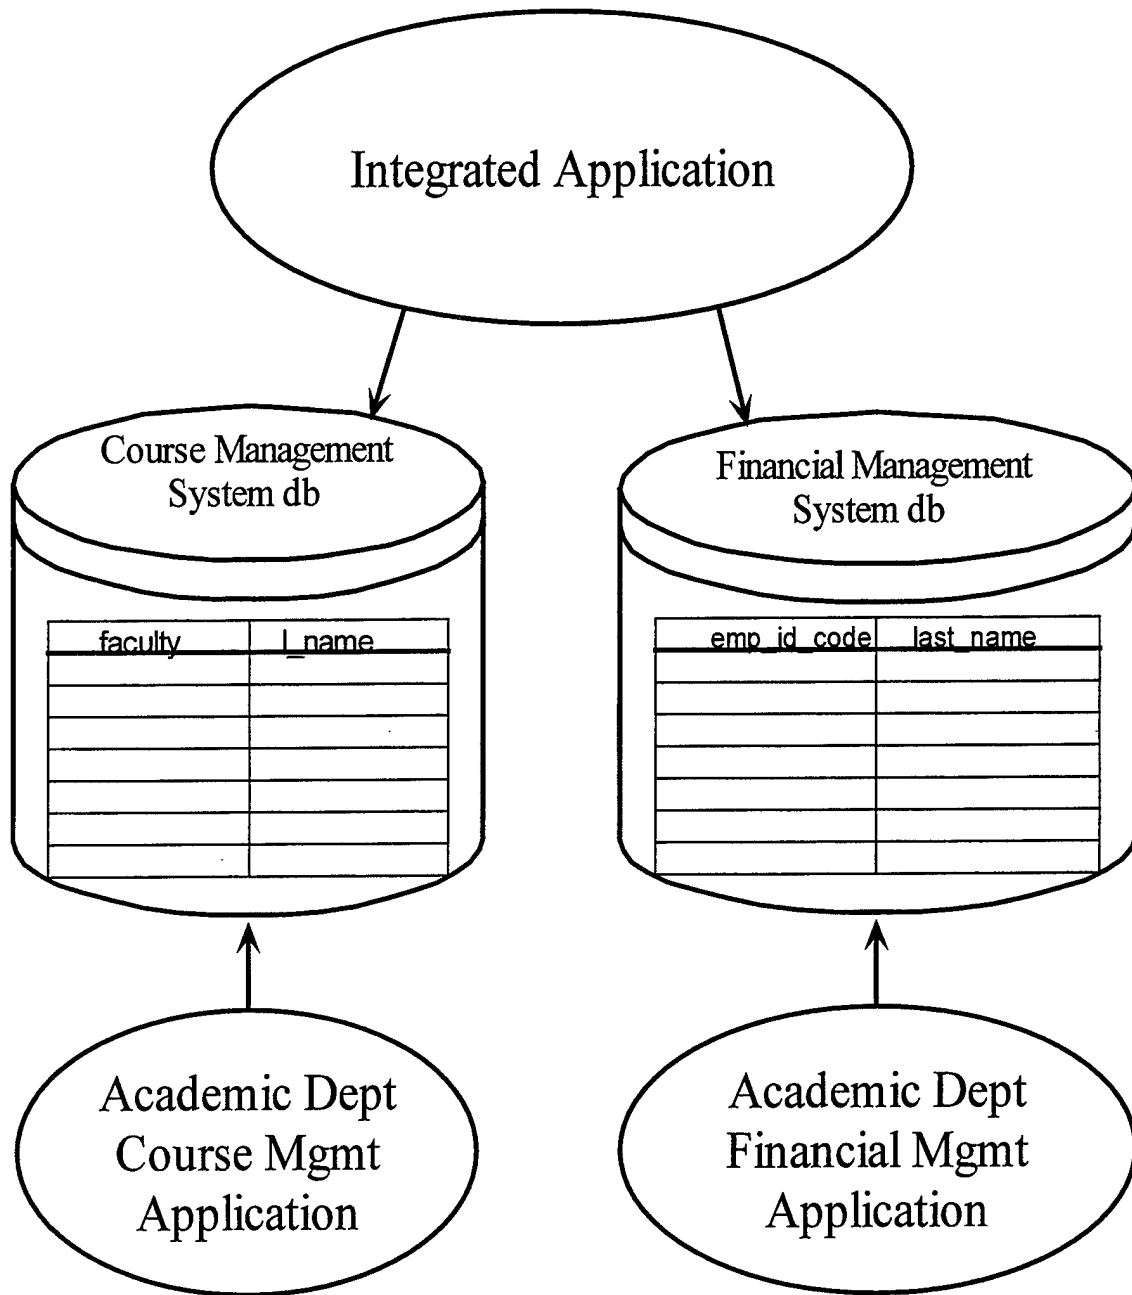 Integrated Application
Course Management
System db
faculty l_name
Financial Management
System db
emp_id_code last_name
Academic Dept
Course Mgmt
Application
Academic Dept
Financial Mgmt
Application